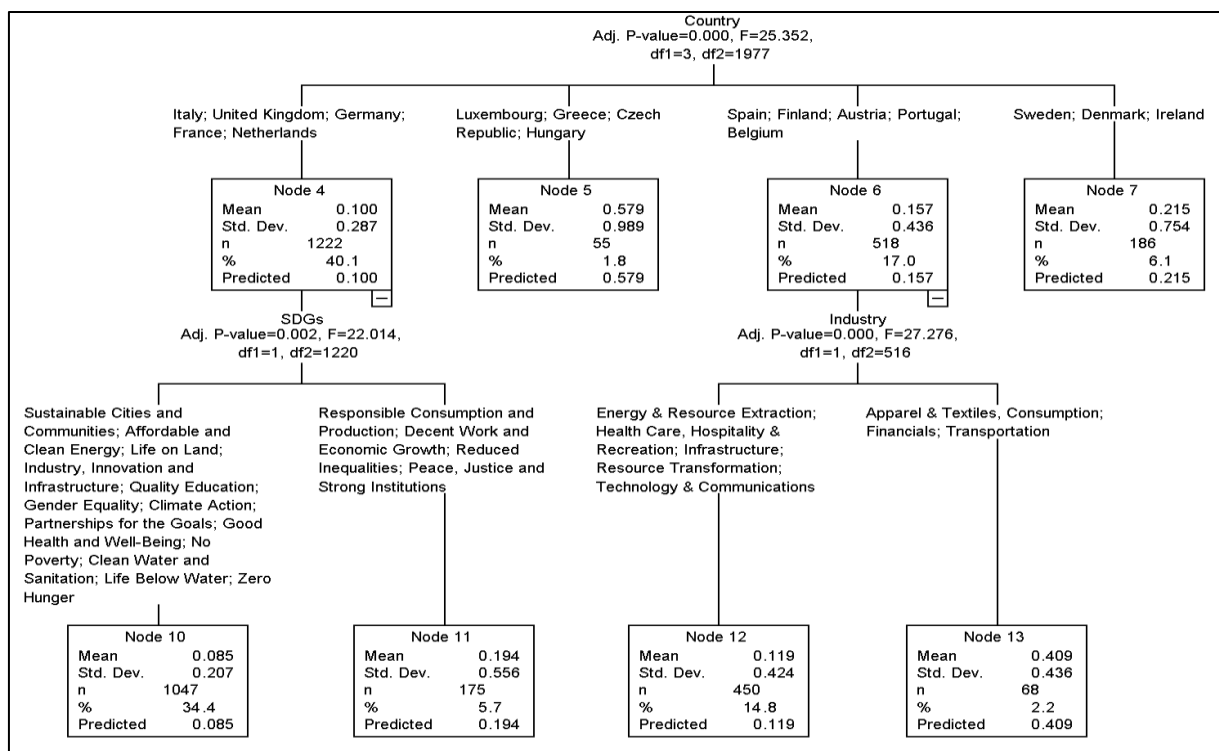 Country
Adj. P-value=0.000, F=25.352,
df1=3, df2=1977
Italy; United Kingdom; Germany;
France; Netherlands
Luxembourg; Greece; Czech
Republic; Hungary
Spain; Finland; Austria; Portugal;
Belgium
Sweden; Denmark; Ireland
Node 4
Mean 0.100
Std. Dev. 0.287
n 1222
% 40.1
Predicted 0.100
Node 5
Mean 0.579
Std. Dev. 0.989
n 55
% 1.8
Predicted 0.579
Node 6
Mean 0.157
Std. Dev. 0.436
n 518
% 17.0
Predicted 0.157
Node 7
Mean 0.215
Std. Dev. 0.754
n 186
% 6.1
Predicted 0.215
SDGs
Adj. P-value=0.002, F=22.014,
df1=1, df2=1220
Industry
Adj. P-value=0.000, F=27.276,
df1=1, df2=516
Sustainable Cities and
Communities; Affordable and
Clean Energy; Life on Land;
Industry, Innovation and
Infrastructure; Quality Education;
Gender Equality; Climate Action;
Partnerships for the Goals; Good
Health and Well-Being; No
Poverty; Clean Water and
Sanitation; Life Below Water; Zero
Hunger
Responsible Consumption and
Production; Decent Work and
Economic Growth; Reduced
Inequalities; Peace, Justice and
Strong Institutions
Energy & Resource Extraction;
Health Care, Hospitality &
Recreation; Infrastructure;
Resource Transformation;
Technology & Communications
Apparel & Textiles, Consumption;
Financials; Transportation
Node 10
Mean 0.085
Std. Dev. 0.207
n 1047
% 34.4
Predicted 0.085
Node 11
Mean 0.194
Std. Dev. 0.556
n 175
% 5.7
Predicted 0.194
Node 12
Mean 0.119
Std. Dev. 0.424
n 450
% 14.8
Predicted 0.119
Node 13
Mean 0.409
Std. Dev. 0.436
n 68
% 2.2
Predicted 0.409